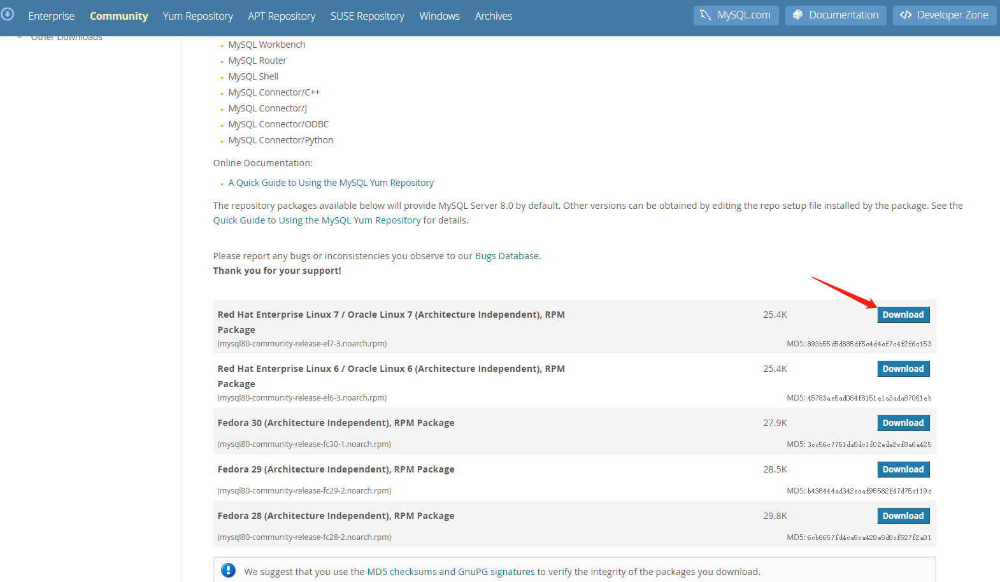 Enterprise Community Yum Repository APT Repository SUSE Repository Windows Archives MySQL.com Documentation Developer Zone
Other Downloads
MySQL Workbench
MySQL Router
MySQL Shell
MySQL Connector/C++
MySQL Connector/J
MySQL Connector/ODBC
MySQL Connector/Python
Online Documentation:
A Quick Guide to Using the MySQL Yum Repository
The repository packages available below will provide MySQL Server 8.0 by default. Other versions can be obtained by editing the repo setup file installed by the package. See the
Quick Guide to Using the MySQL Yum Repository for details.
Please report any bugs or inconsistencies you observe to our Bugs Database.
Thank you for your support!
Red Hat Enterprise Linux 7 / Oracle Linux 7 (Architecture Independent), RPM 25.4K Download
Package
(mysql80-community-release-el7-3.noarch.rpm) MD5: 893b55d5d885df5c4d4cf7c4f2f6c153
Red Hat Enterprise Linux 6 / Oracle Linux 6 (Architecture Independent), RPM 25.4K Download
Package
(mysql80-community-release-el6-3.noarch.rpm) MD5: 45783ae5ad084f8151e1a3ada87061eb
Fedora 30 (Architecture Independent), RPM Package 27.9K Download
(mysql80-community-release-fc30-1.noarch.rpm) MD5: 3cc56c7751da5dc1f02ede2cf8a6a425
Fedora 29 (Architecture Independent), RPM Package 28.5K Download
(mysql80-community-release-fc29-2.noarch.rpm) MD5: b438444ad342ecaf95562f47d75c119c
Fedora 28 (Architecture Independent), RPM Package 29.8K Download
(mysql80-community-release-fc28-2.noarch.rpm) MD5: 6cb8657fd4ca5ca428e5d8cf527f2a81
We suggest that you use the MD5 checksums and GnuPG signatures to verify the integrity of the packages you download.